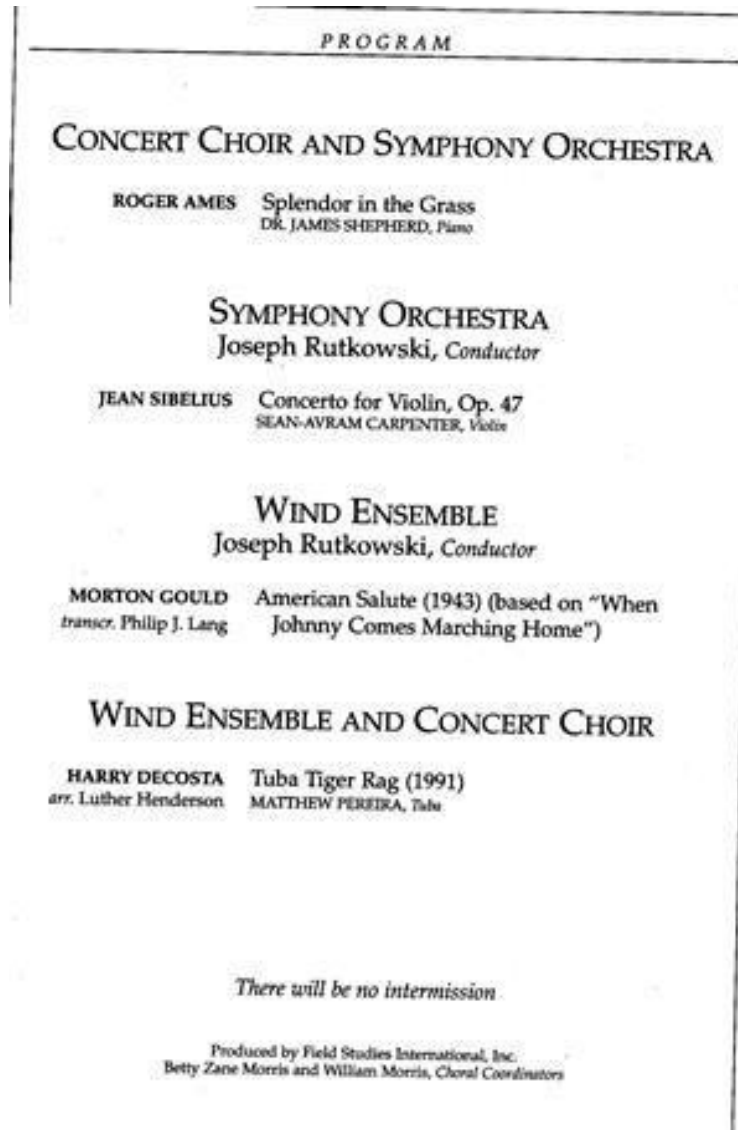 PROGRAM
CONCERT CHOIR AND SYMPHONY ORCHESTRA
ROGER AMES Splendor in the Grass
DR. JAMES SHEPHERD, Piano
SYMPHONY ORCHESTRA
Joseph Rutkowski, Conductor
JEAN SIBELIUS Concerto for Violin, Op. 47
SEAN-AVRAM CARPENTER, Violin
WIND ENSEMBLE
Joseph Rutkowski, Conductor
MORTON GOULD American Salute (1943) (based on "When
transcr. Philip J. Lang Johnny Comes Marching Home")
WIND ENSEMBLE AND CONCERT CHOIR
HARRY DECOSTA Tuba Tiger Rag (1991)
arr. Luther Henderson MATTHEW PEREIRA, Tuba
There will be no intermission
Produced by Field Studies International, Inc.
Betty Zane Morris and William Morris, Choral Coordinators